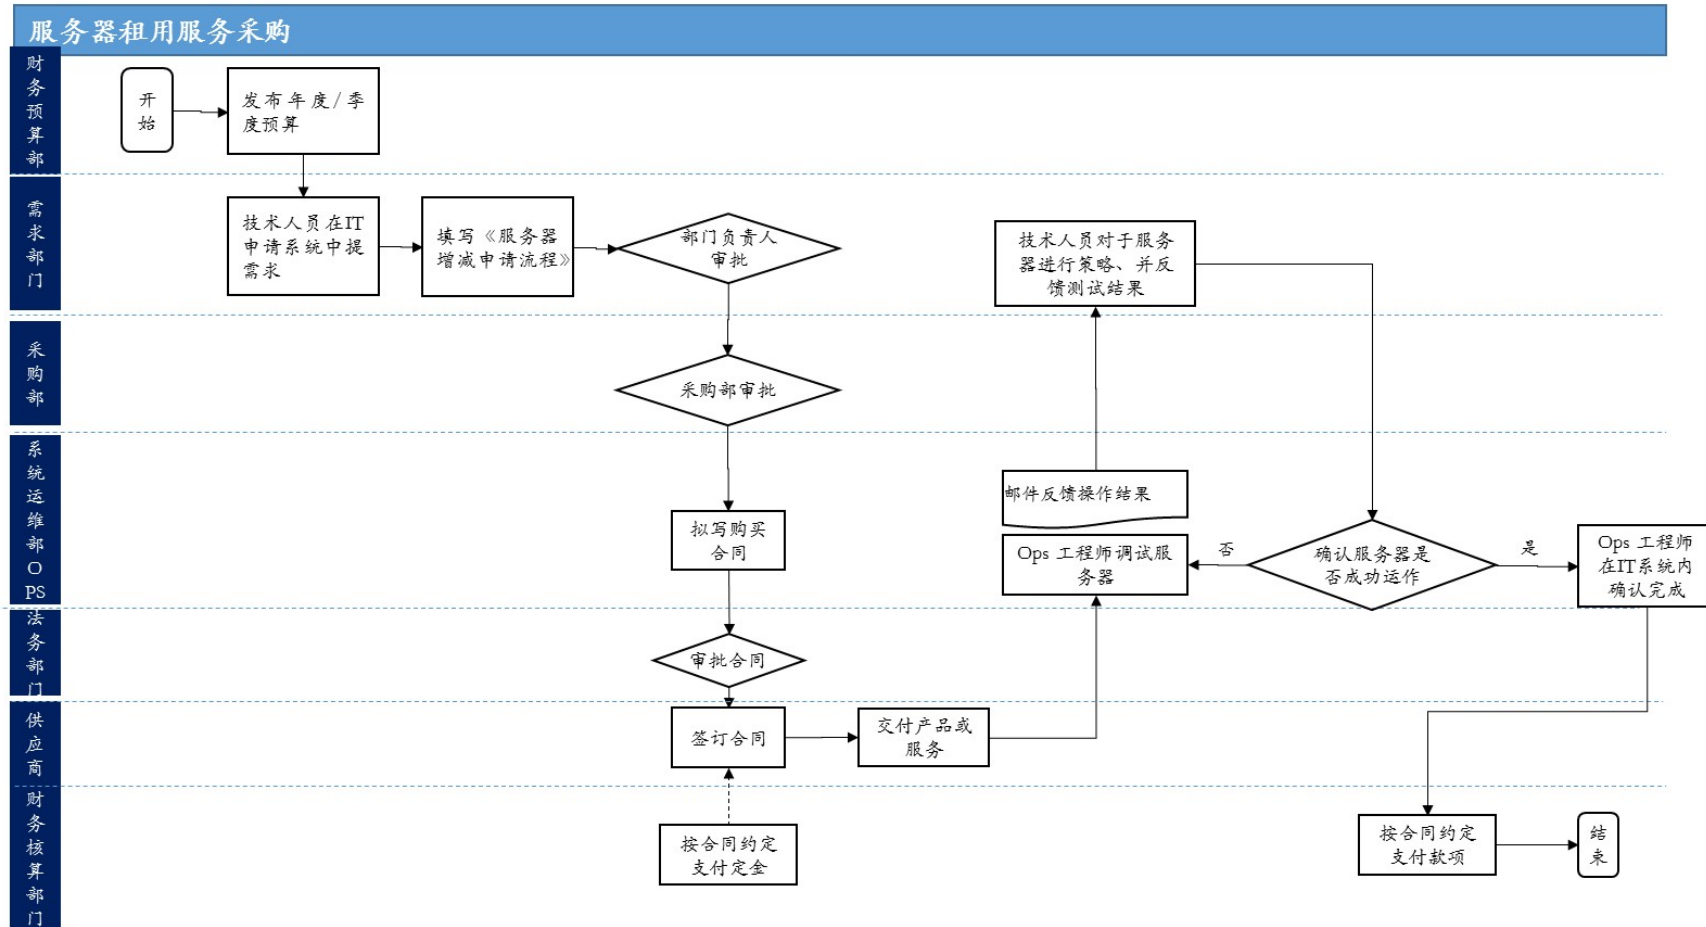 服务器租用服务采购
财
务
预
算
部
开
始
发布年度/季
度预算
需
求
部
门
技术人员在IT
申请系统中提
需求
填写《服务器
增减申请流程》
部门负责人
审批
技术人员对于服务
器进行策略、并反
馈测试结果
采
购
部
采购部审批
系
统
运
维
部
O
PS
拟写购买
合同
邮件反馈操作结果
Ops 工程师调试服
务器
否
确认服务器是
否成功运作
是
Ops 工程师
在IT系统内
确认完成
法
务
部
门
审批合同
供
应
商
签订合同
交付产品或
服务
财
务
核
算
部
门
按合同约定
支付定金
按合同约定
支付款项
结
束